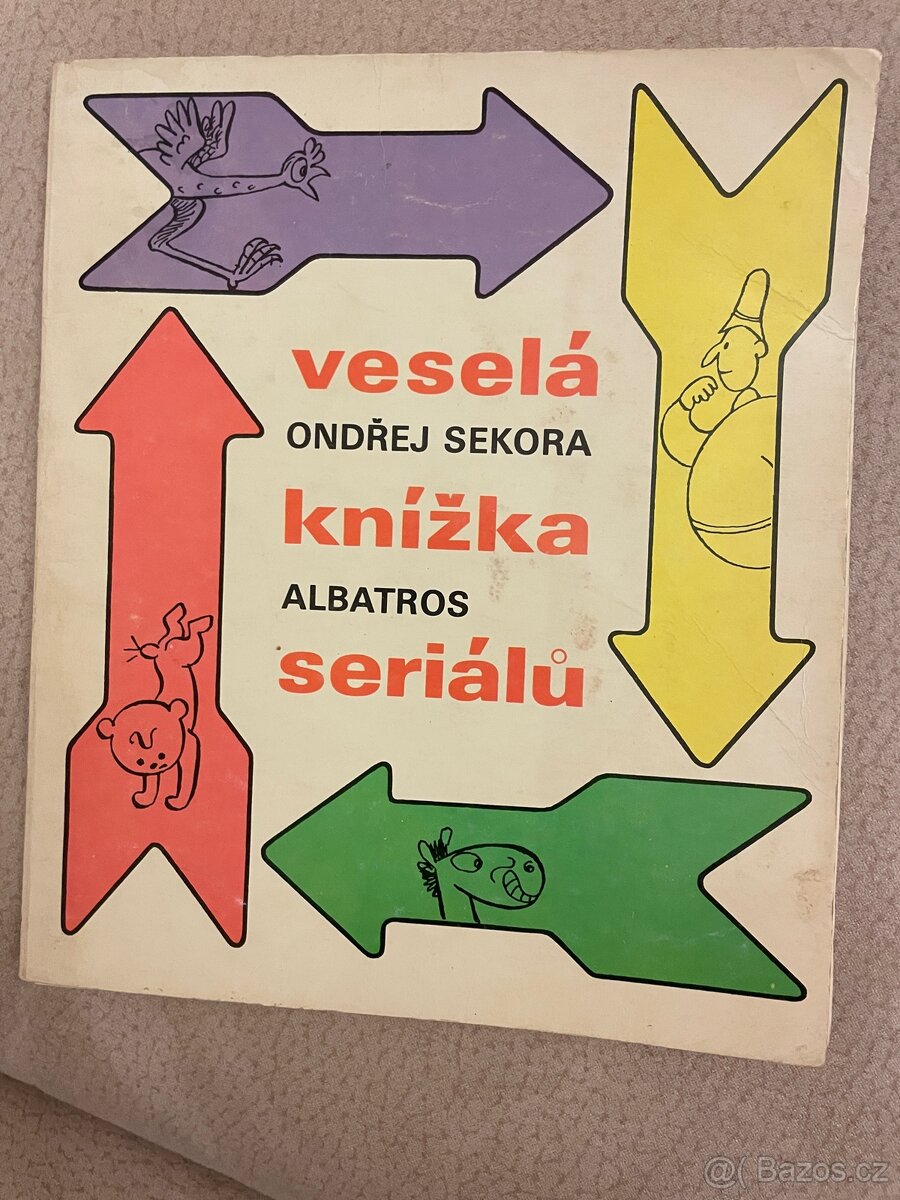 veselá
ONDŘEJ SEKORA
knížka
ALBATROS
seriálů
@( Bazos.cz